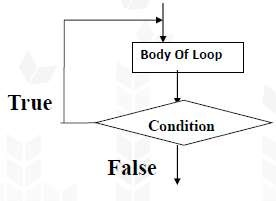 Body Of Loop
True
Condition
False